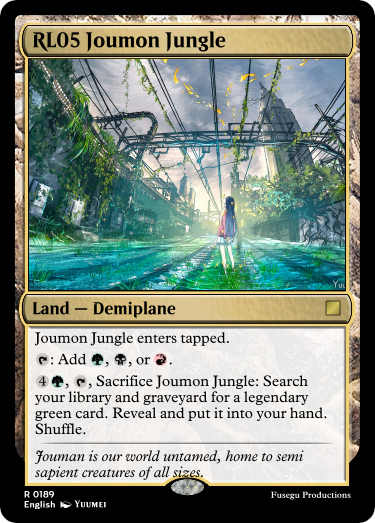 RL05 Joumon Jungle
Yuu
Land — Demiplane
Joumon Jungle enters tapped.
: Add , , or .
4, , Sacrifice Joumon Jungle: Search
your library and graveyard for a legendary
green card. Reveal and put it into your hand.
Shuffle.
Jouman is our world untamed, home to semi
sapient creatures of all sizes.
R 0189
Fusegu Productions
English Yuumei